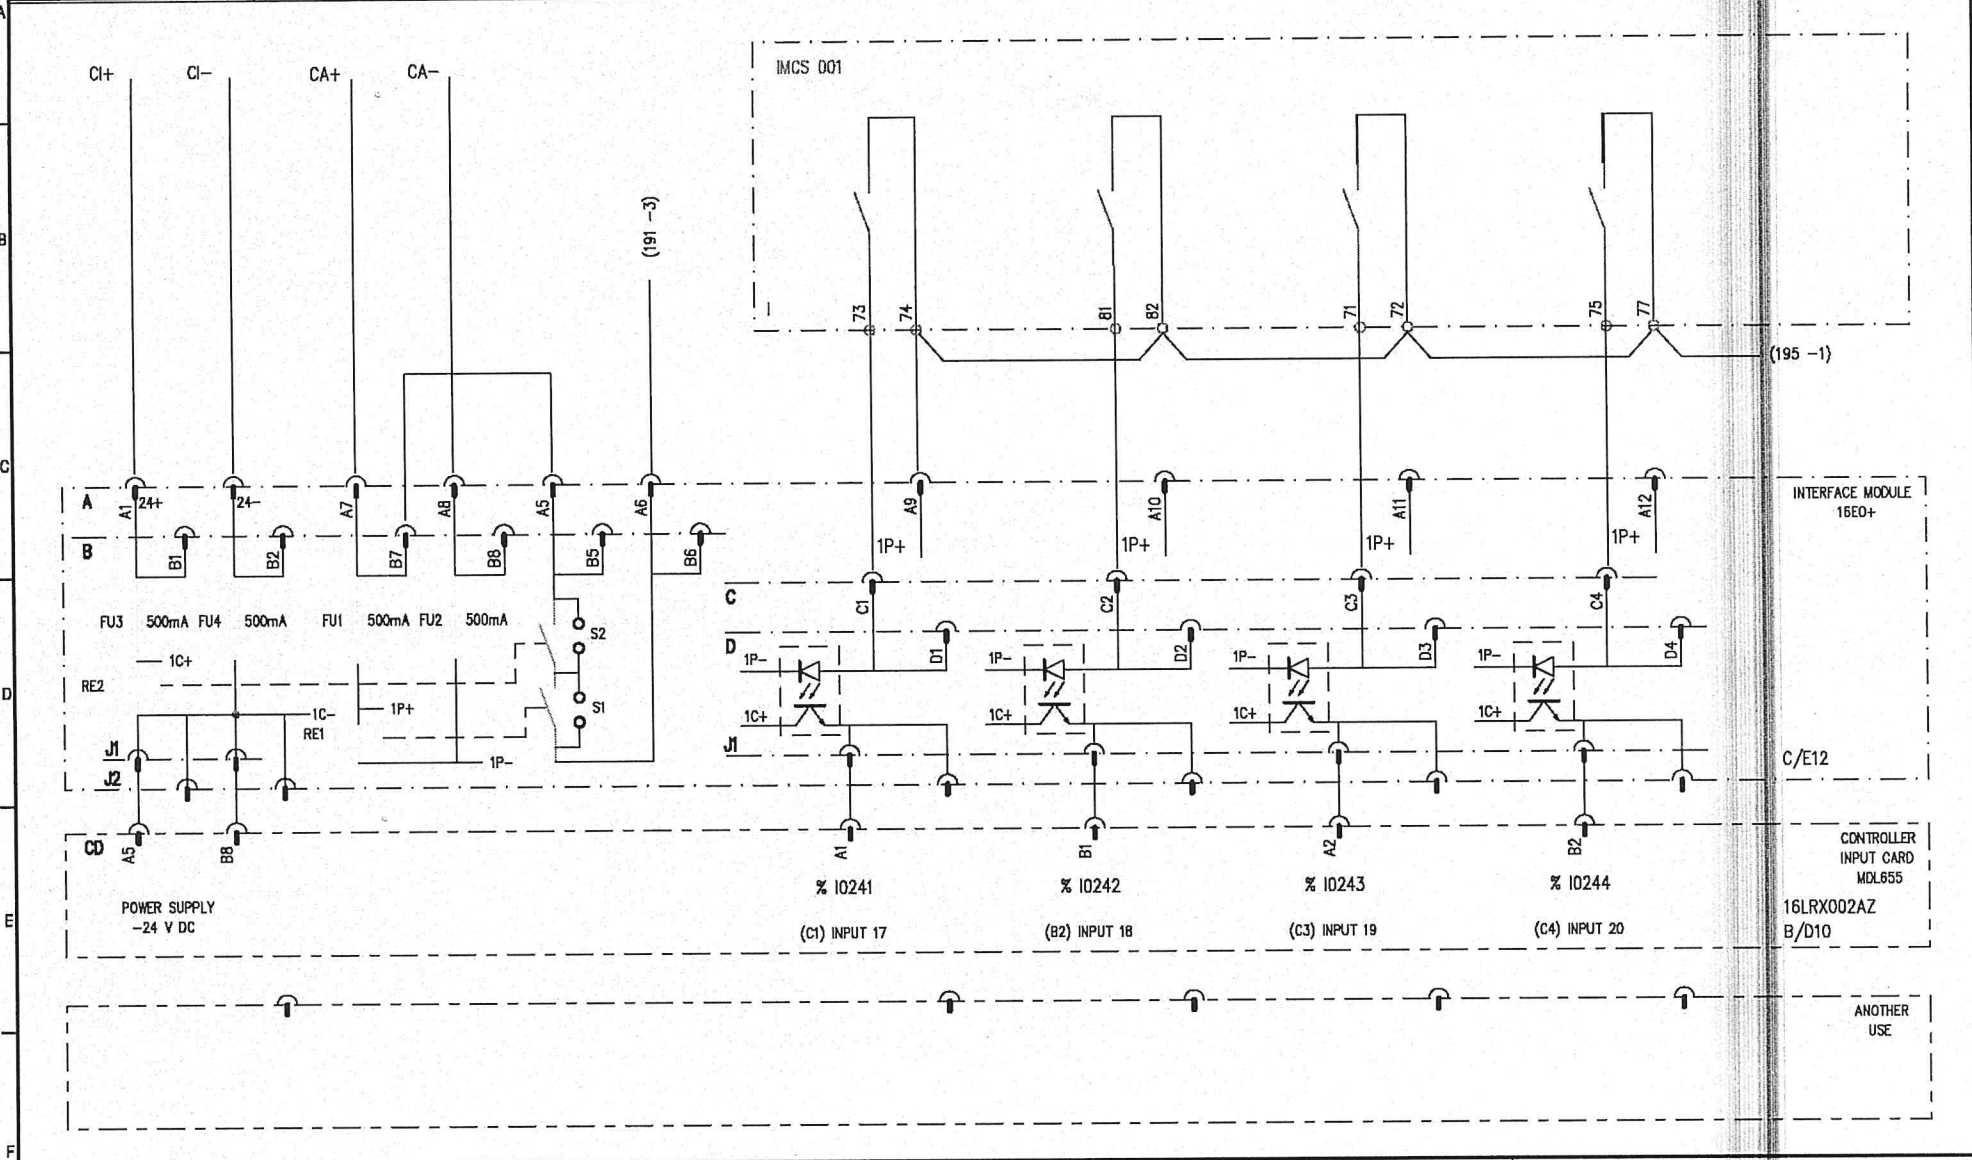 A
CI+ CI- CA+ CA-
IMCS 001
B
(191 -3)
73 74 81 82 71 72 75 77
(195 -1)
C
A A1 24+ 24- A7 A8 A5 A6 A9 A10 A11 A12
INTERFACE MODULE
16E0+
B B1 B2 B7 B8 B5 B6
1P+ 1P+ 1P+ 1P+
C C1 C2 C3 C4
FU3 500mA FU4 500mA FU1 500mA FU2 500mA
S2
D D1 D2 D3 D4
1C+
1P- 1P- 1P- 1P-
RE2
D
1P+
S1
1C-
RE1
1C+ 1C+ 1C+ 1C+
J1 J1
1P-
C/E12
J2
CD A5 B8 A1 B1 A2 B2
CONTROLLER
INPUT CARD
MDL655
% I0241 % I0242 % I0243 % I0244
POWER SUPPLY
-24 V DC
16LRX002AZ
B/D10
E
(C1) INPUT 17 (B2) INPUT 18 (C3) INPUT 19 (C4) INPUT 20
ANOTHER
USE
F